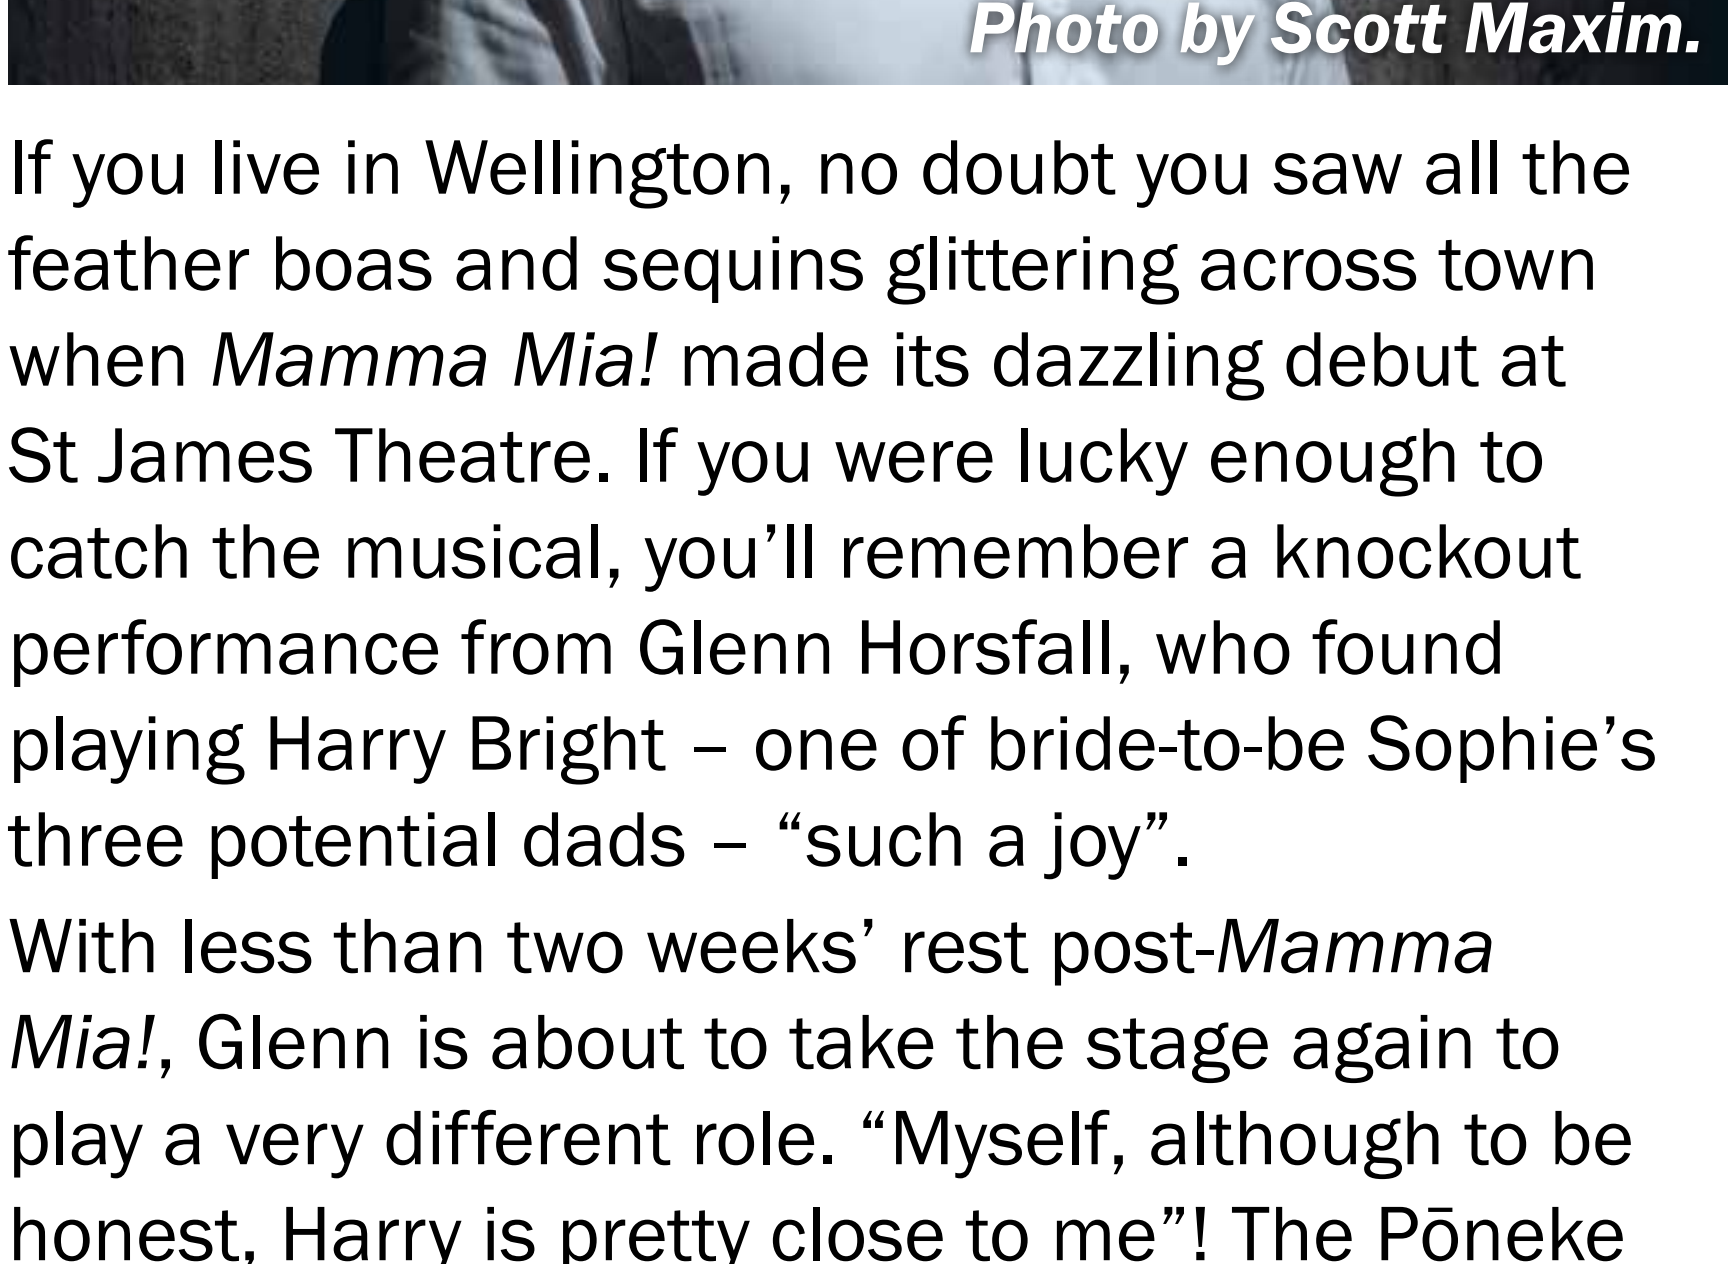 Photo by Scott Maxim.
If you live in Wellington, no doubt you saw all the
feather boas and sequins glittering across town
when Mamma Mia! made its dazzling debut at
St James Theatre. If you were lucky enough to
catch the musical, you’ll remember a knockout
performance from Glenn Horsfall, who found
playing Harry Bright – one of bride-to-be Sophie’s
three potential dads – “such a joy”.
With less than two weeks’ rest post-Mamma
Mia!, Glenn is about to take the stage again to
play a very different role. “Myself, although to be
honest, Harry is pretty close to me”! The Pōneke